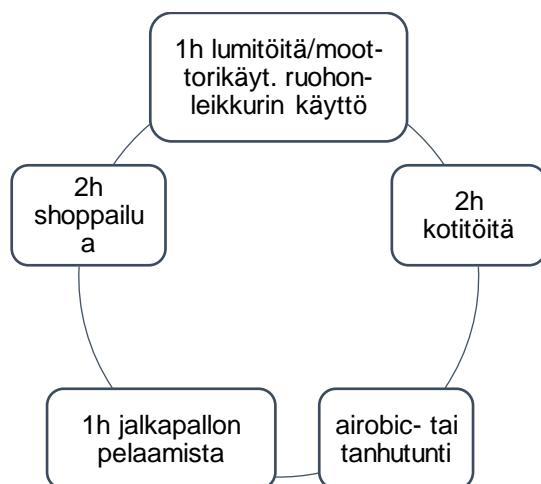 1h lumitöitä/moot-
torikäyt. ruohon-
leikkurin käyttö
2h
shoppailu
a
2h
kotitöitä
1h jalkapallon
pelaamista
airobic- tai
tanhutunti